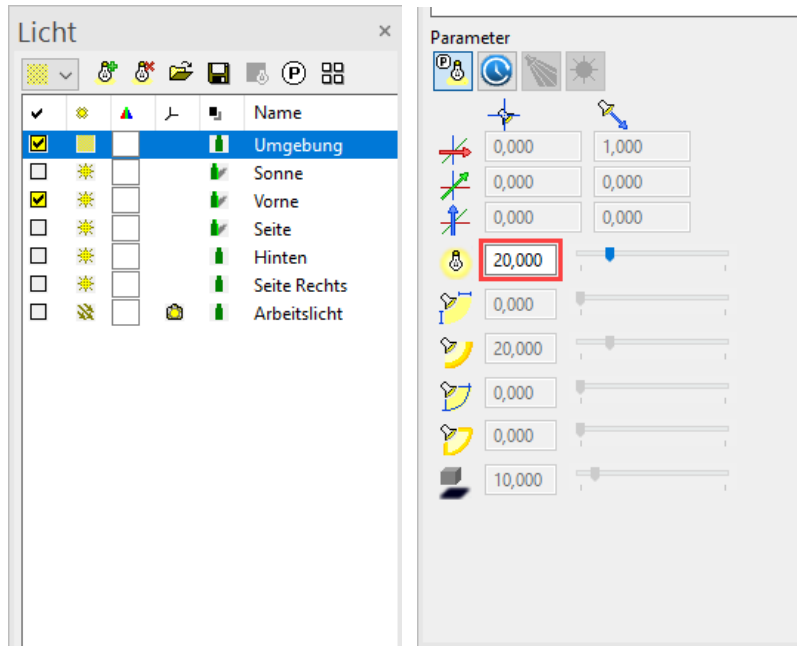 Licht
Name
Umgebung
Sonne
Vorne
Seite
Hinten
Seite Rechts
Arbeitslicht
Parameter
0,000 1,000
0,000 0,000
0,000 0,000
20,000
0,000
20,000
0,000
0,000
10,000